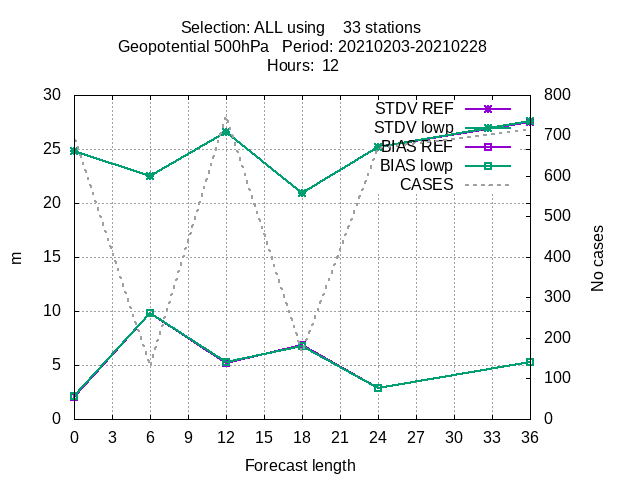 Selection: ALL using    33 stations
Geopotential 500hPa   Period: 20210203-20210228
Hours:  12
30 800
STDV REF
STDV lowp
BIAS REF
BIAS lowp
CASES
25 700
20 600
15 500
10 400
5 300
0 200
100
0
m
No cases
0 3 6 9 12 15 18 21 24 27 30 33 36
Forecast length